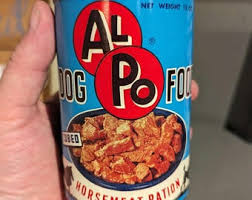 NET WEIGHT
AL
PO
DOG FOOD
HORSEMEAT RATION